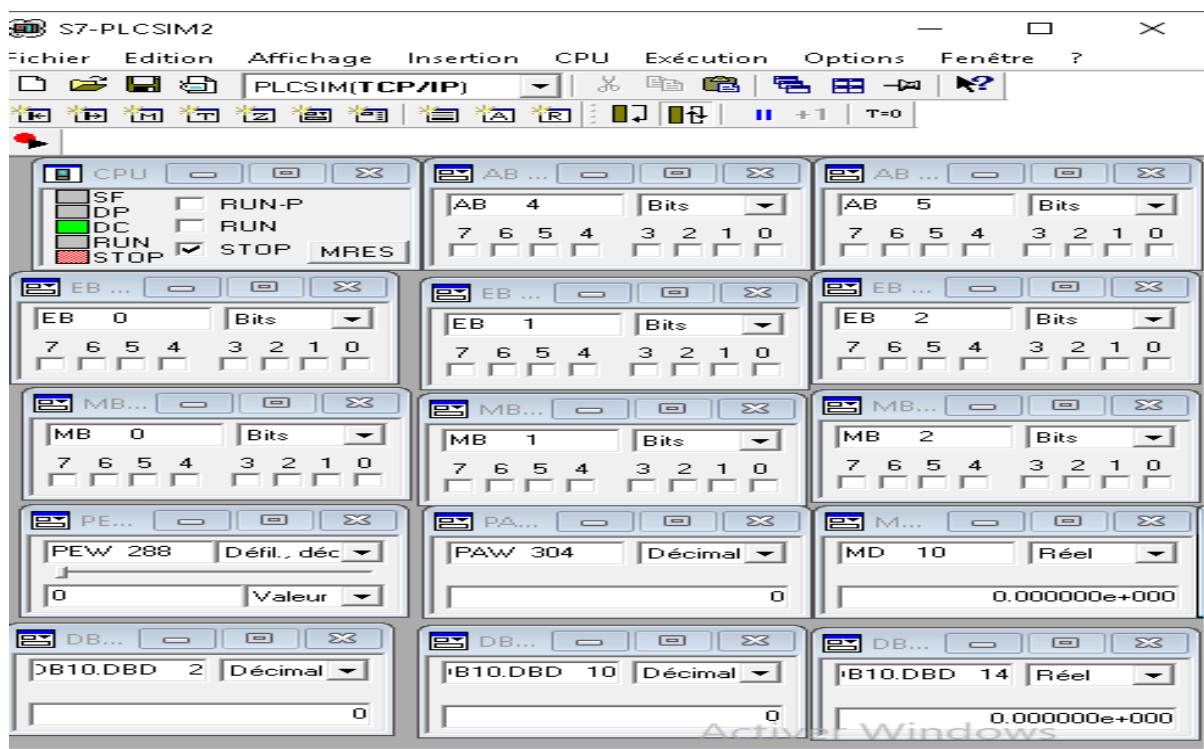 S7-PLCSIM2
Fichier Edition Affichage Insertion CPU Exécution Options Fenêtre ?
PLCSIM(TCP/IP)
+1 T=0
CPU
SF
DP
DC
RUN
STOP
RUN-P
RUN
STOP MRES
AB ...
AB 4 Bits
7 6 5 4 3 2 1 0
AB ...
AB 5 Bits
7 6 5 4 3 2 1 0
EB ...
EB 0 Bits
7 6 5 4 3 2 1 0
EB ...
EB 1 Bits
7 6 5 4 3 2 1 0
EB ...
EB 2 Bits
7 6 5 4 3 2 1 0
MB...
MB 0 Bits
7 6 5 4 3 2 1 0
MB...
MB 1 Bits
7 6 5 4 3 2 1 0
MB...
MB 2 Bits
7 6 5 4 3 2 1 0
PE...
PEW 288 Défil., déc
0 Valeur
PA...
PAW 304 Décimal
0
M...
MD 10 Réel
0.000000e+000
DB...
DB10.DBD 2 Décimal
0
DB...
B10.DBD 10 Décimal
0
DB...
B10.DBD 14 Réel
0.000000e+000
Activer Windows